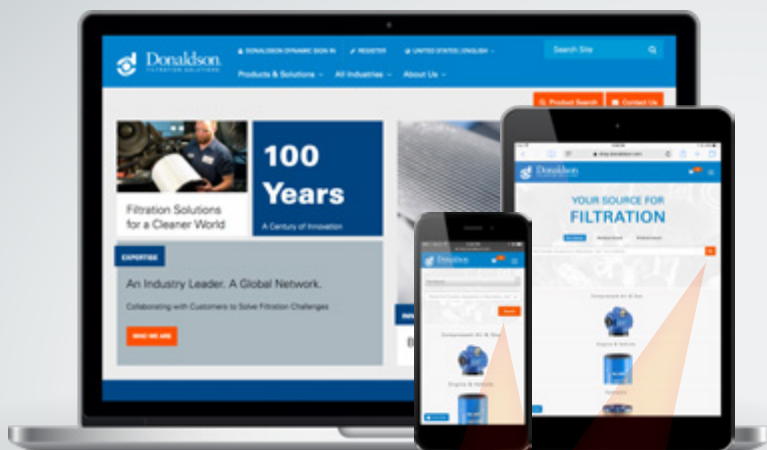 Donaldson
FILTRATION SOLUTIONS
DONALDSON DYNAMIC SIGN IN
REGISTER
UNITED STATES | ENGLISH
Search Site
Products & Solutions
All Industries
About Us
Product Search
Contact Us
100
Years
A Century of Innovation
Filtration Solutions
for a Cleaner World
EXPERTISE
An Industry Leader. A Global Network.
Collaborating with Customers to Solve Filtration Challenges
WHO WE ARE
Donaldson
Compressed Air & Gas
Engine & Vehicle
shop.donaldson.com
Donaldson
YOUR SOURCE FOR
FILTRATION
Compressed Air & Gas
Engine & Vehicle